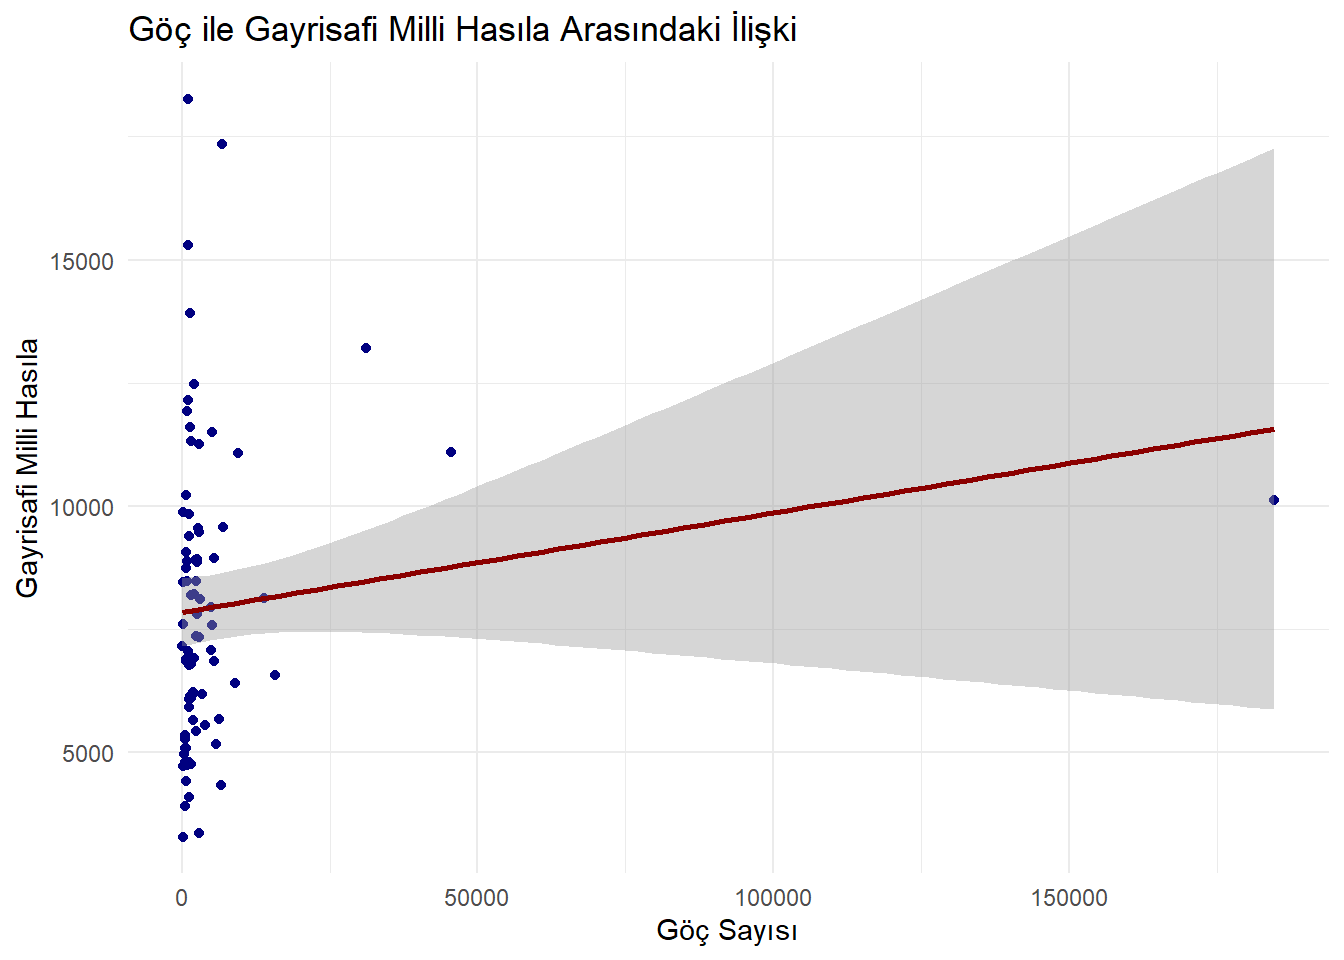 Göç ile Gayrisafi Milli Hasıla Arasındaki İlişki
Gayrisafi Milli Hasıla
15000
10000
5000
0
50000
100000
150000
Göç Sayısı